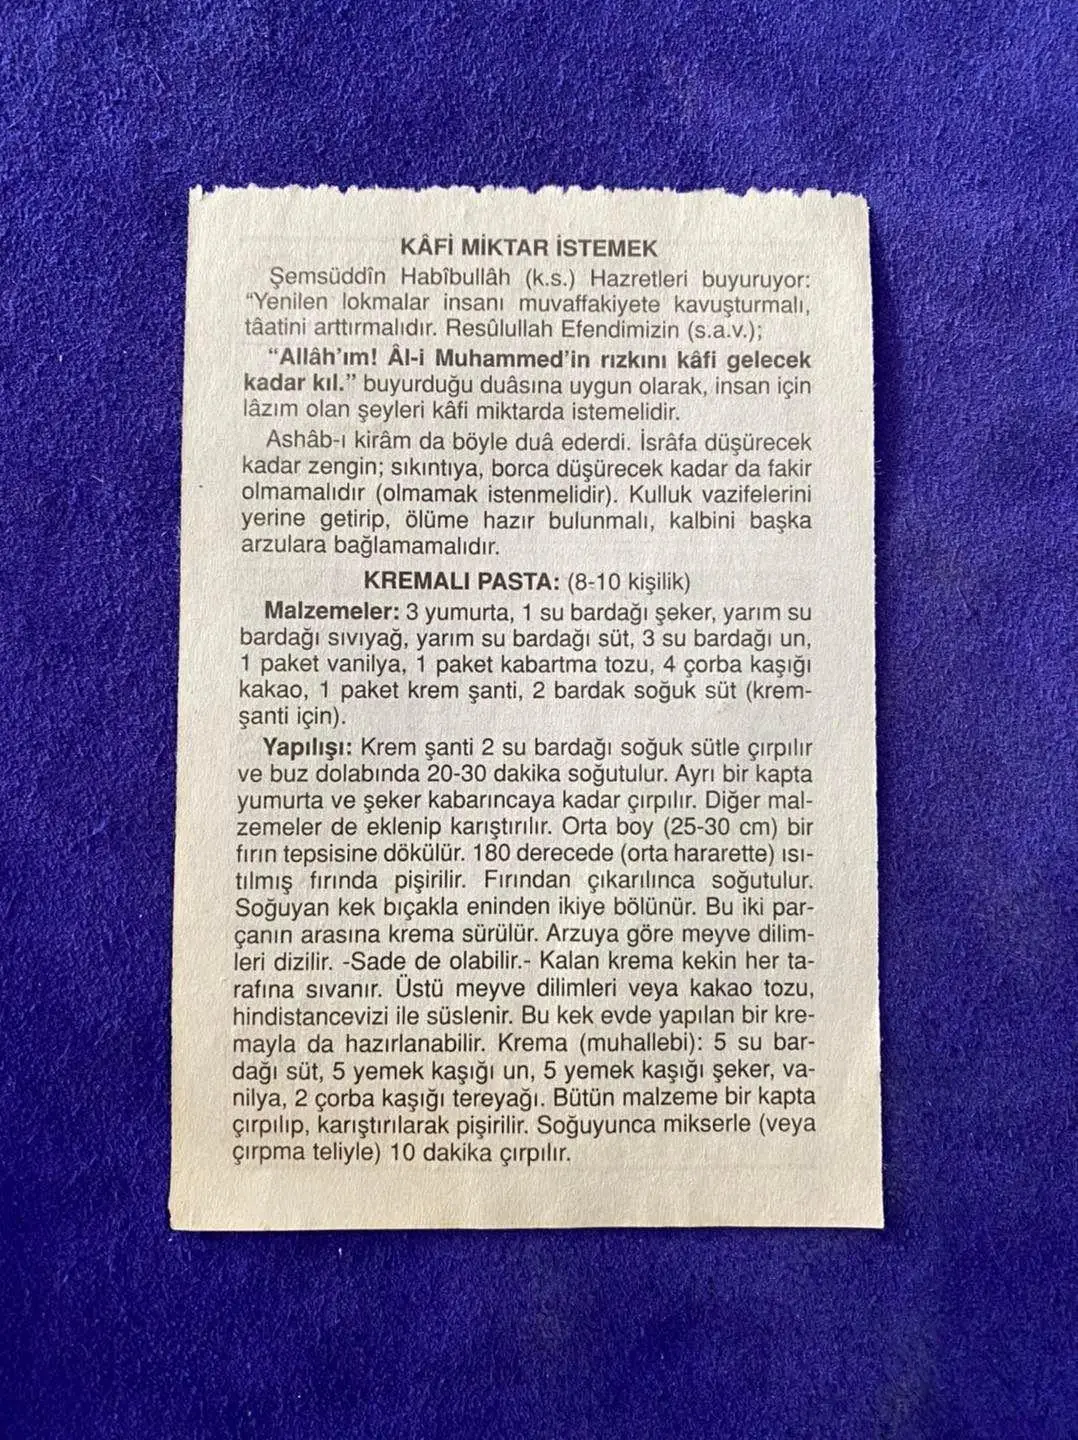 KÂFİ MİKTAR İSTEMEK
Şemsüddîn Habîbullâh (k.s.) Hazretleri buyuruyor:
“Yenilen lokmalar insanı muvaffakiyete kavuşturmalı,
tâatini arttırmalıdır. Resûlullah Efendimizin (s.a.v.);
“Allâh’ım! Âl-i Muhammed’in rızkını kâfi gelecek
kadar kıl.” buyurduğu duâsına uygun olarak, insan için
lâzım olan şeyleri kâfi miktarda istemelidir.
Ashâb-ı kirâm da böyle duâ ederdi. İsrâfa düşürecek
kadar zengin; sıkıntıya, borca düşürecek kadar da fakir
olmamalıdır (olmamak istenmelidir). Kulluk vazifelerini
yerine getirip, ölüme hazır bulunmalı, kalbini başka
arzulara bağlamamalıdır.
KREMALI PASTA: (8-10 kişilik)
Malzemeler: 3 yumurta, 1 su bardağı şeker, yarım su
bardağı sıvıyağ, yarım su bardağı süt, 3 su bardağı un,
1 paket vanilya, 1 paket kabartma tozu, 4 çorba kaşığı
kakao, 1 paket krem şanti, 2 bardak soğuk süt (krem-
şanti için).
Yapılışı: Krem şanti 2 su bardağı soğuk sütle çırpılır
ve buz dolabında 20-30 dakika soğutulur. Ayrı bir kapta
yumurta ve şeker kabarıncaya kadar çırpılır. Diğer mal-
zemeler de eklenip karıştırılır. Orta boy (25-30 cm) bir
fırın tepsisine dökülür. 180 derecede (orta hararette) ısı-
tılmış fırında pişirilir. Fırından çıkarılınca soğutulur.
Soğuyan kek bıçakla eninden ikiye bölünür. Bu iki par-
çanın arasına krema sürülür. Arzuya göre meyve dilim-
leri dizilir. -Sade de olabilir.- Kalan krema kekin her ta-
rafına sıvanır. Üstü meyve dilimleri veya kakao tozu,
hindistancevizi ile süslenir. Bu kek evde yapılan bir kre-
mayla da hazırlanabilir. Krema (muhallebi): 5 su bar-
dağı süt, 5 yemek kaşığı un, 5 yemek kaşığı şeker, va-
nilya, 2 çorba kaşığı tereyağı. Bütün malzeme bir kapta
çırpılıp, karıştırılarak pişirilir. Soğuyunca mikserle (veya
çırpma teliyle) 10 dakika çırpılır.